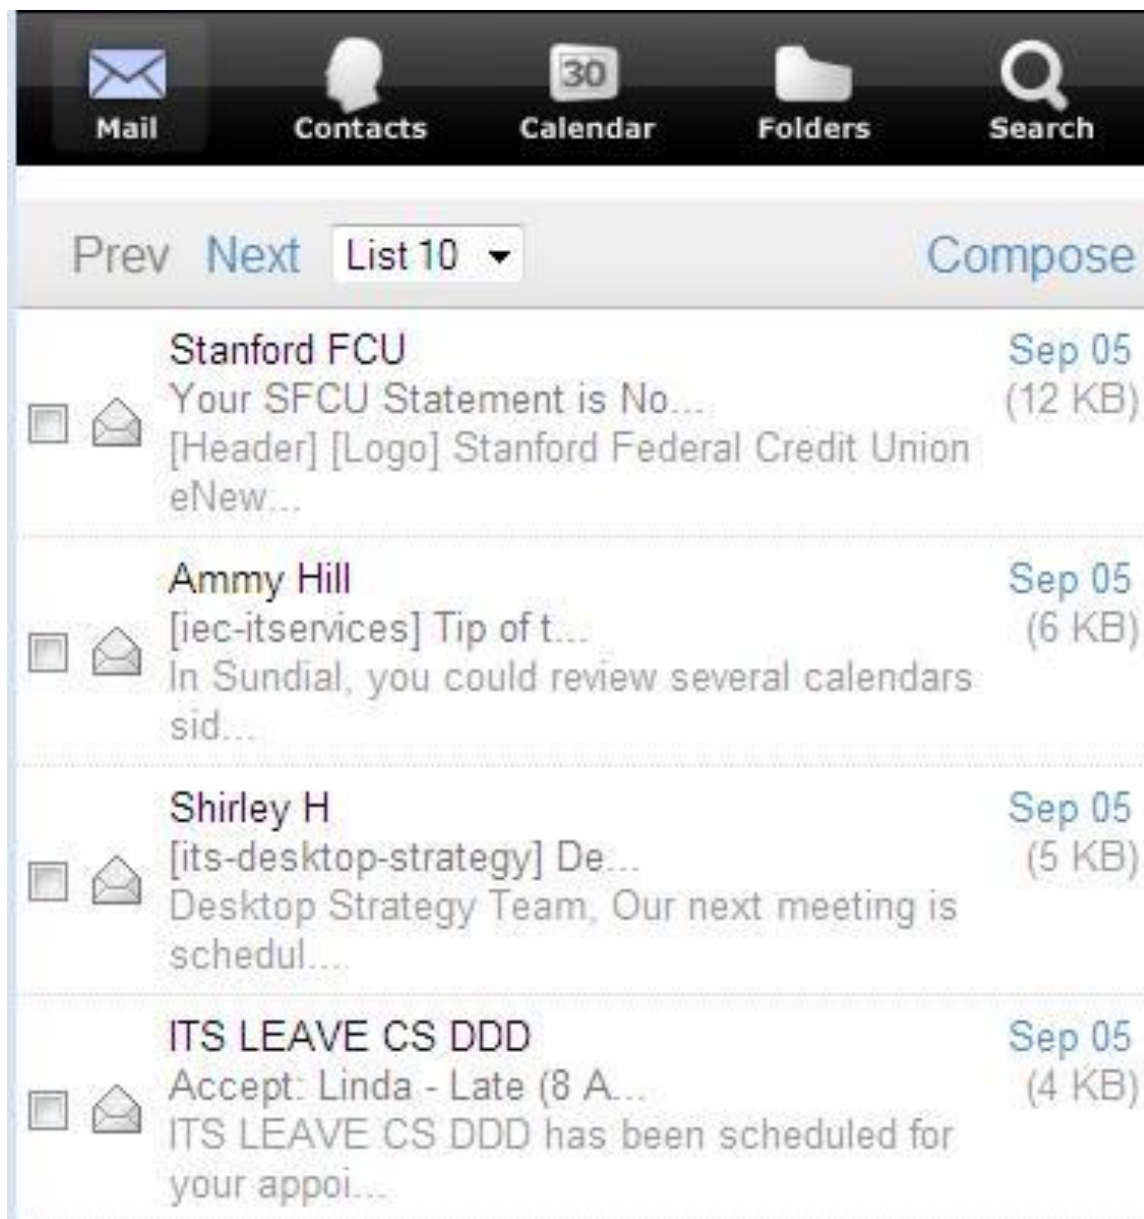 30
Mail Contacts Calendar Folders Search
Prev Next List 10 Compose
Stanford FCU Sep 05
Your SFCU Statement is No... (12 KB)
[Header] [Logo] Stanford Federal Credit Union
eNew...
Ammy Hill Sep 05
[iec-itservices] Tip of t... (6 KB)
In Sundial, you could review several calendars
sid...
Shirley H Sep 05
[its-desktop-strategy] De... (5 KB)
Desktop Strategy Team, Our next meeting is
schedul...
ITS LEAVE CS DDD Sep 05
Accept: Linda - Late (8 A... (4 KB)
ITS LEAVE CS DDD has been scheduled for
your appoi...